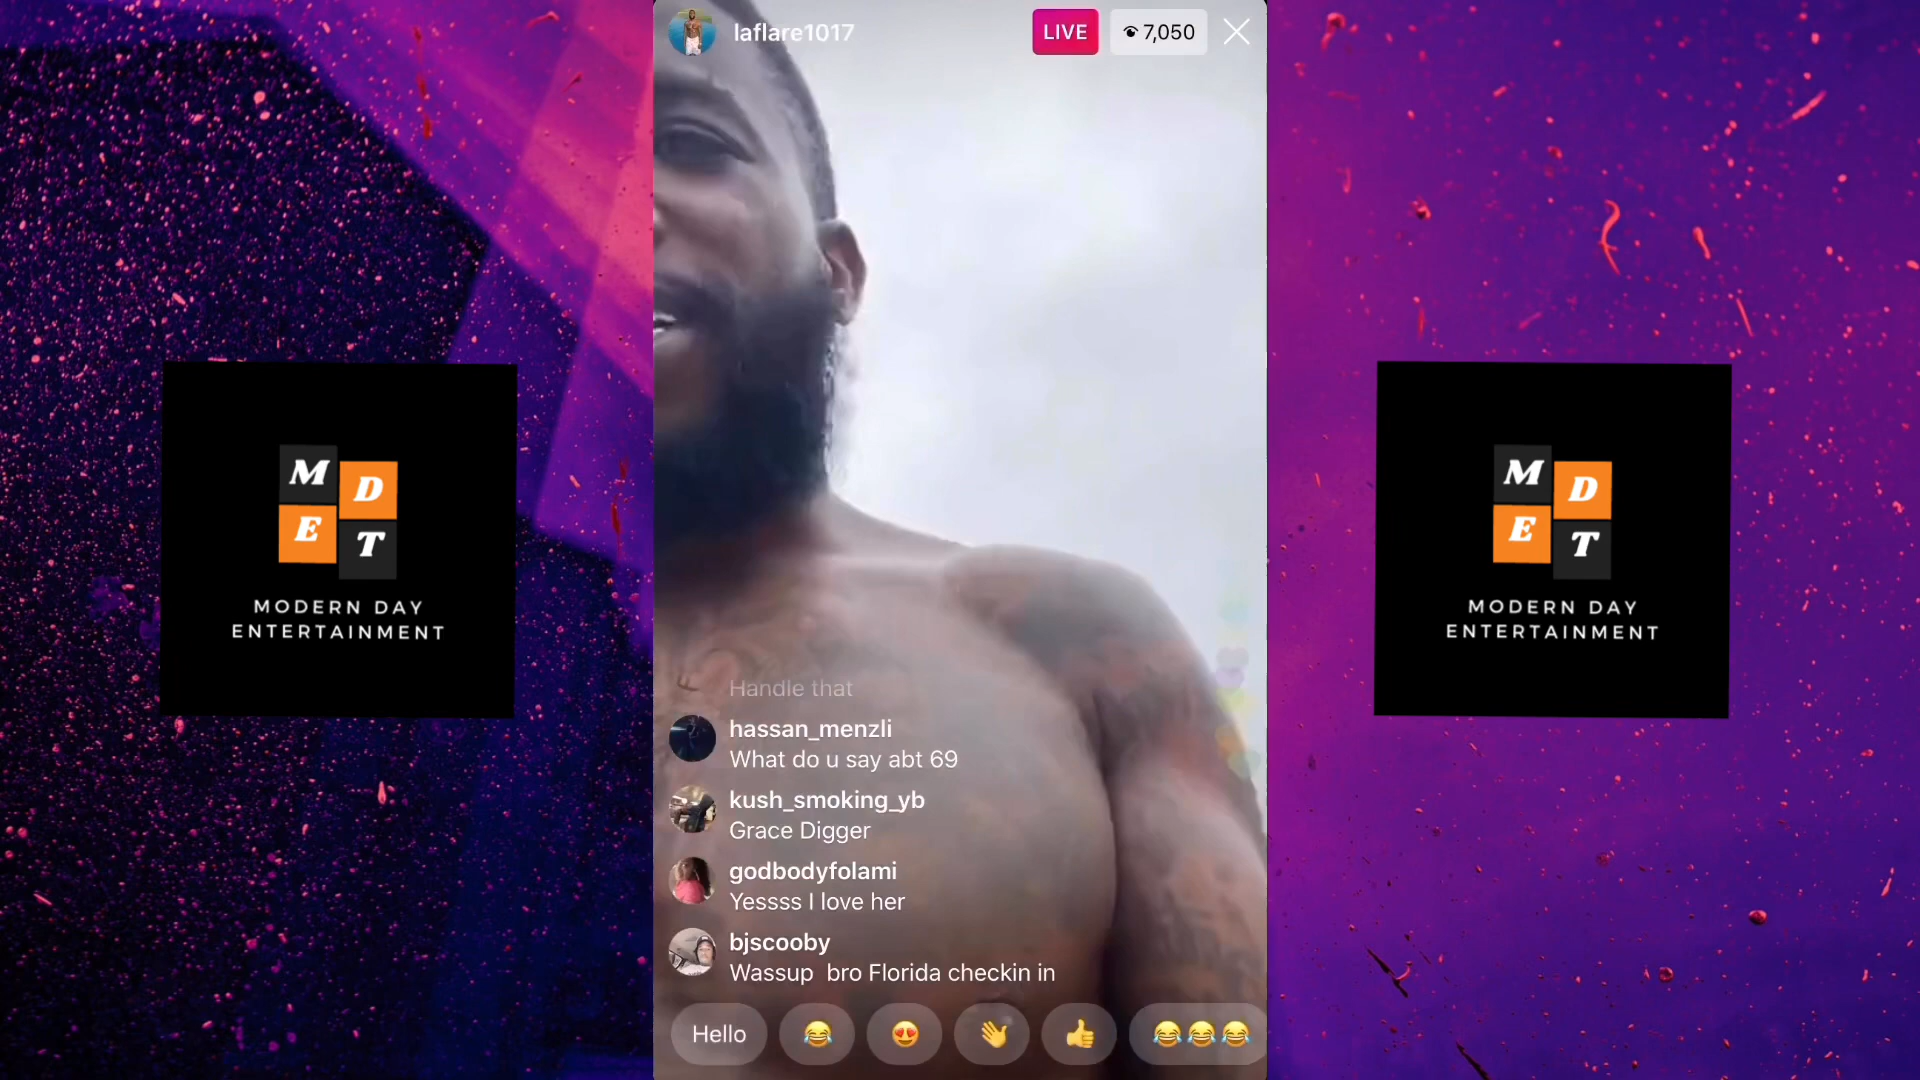 laflare1017
LIVE
7,050
Handle that
hassan_menzli
What do u say abt 69
kush_smoking_yb
Grace Digger
godbodyfolami
Yessss I love her
bjscooby
Wassup bro Florida checkin in
Hello
M
D
E
T
MODERN DAY
ENTERTAINMENT
M
D
E
T
MODERN DAY
ENTERTAINMENT